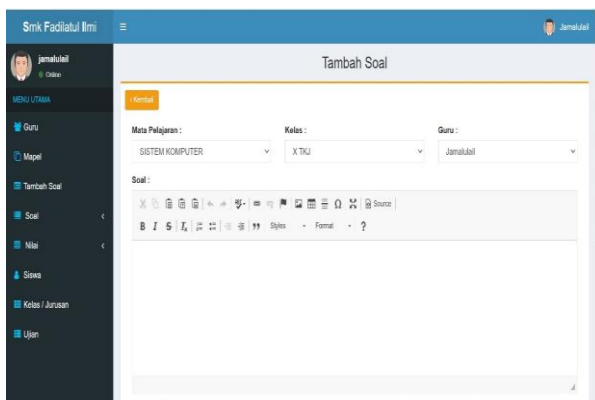 Smk Fadilatul Ilmi
Jamalulail
jamalulail
Online
MENU UTAMA
Guru
Mapel
Tambah Soal
Soal
Nilai
Siswa
Kelas / Jurusan
Ujian
Tambah Soal
‹ Kembali
Mata Pelajaran : Kelas : Guru :
SISTEM KOMPUTER X TKJ Jamalulail
Soal :
Source
B I S Ix Styles Format ?